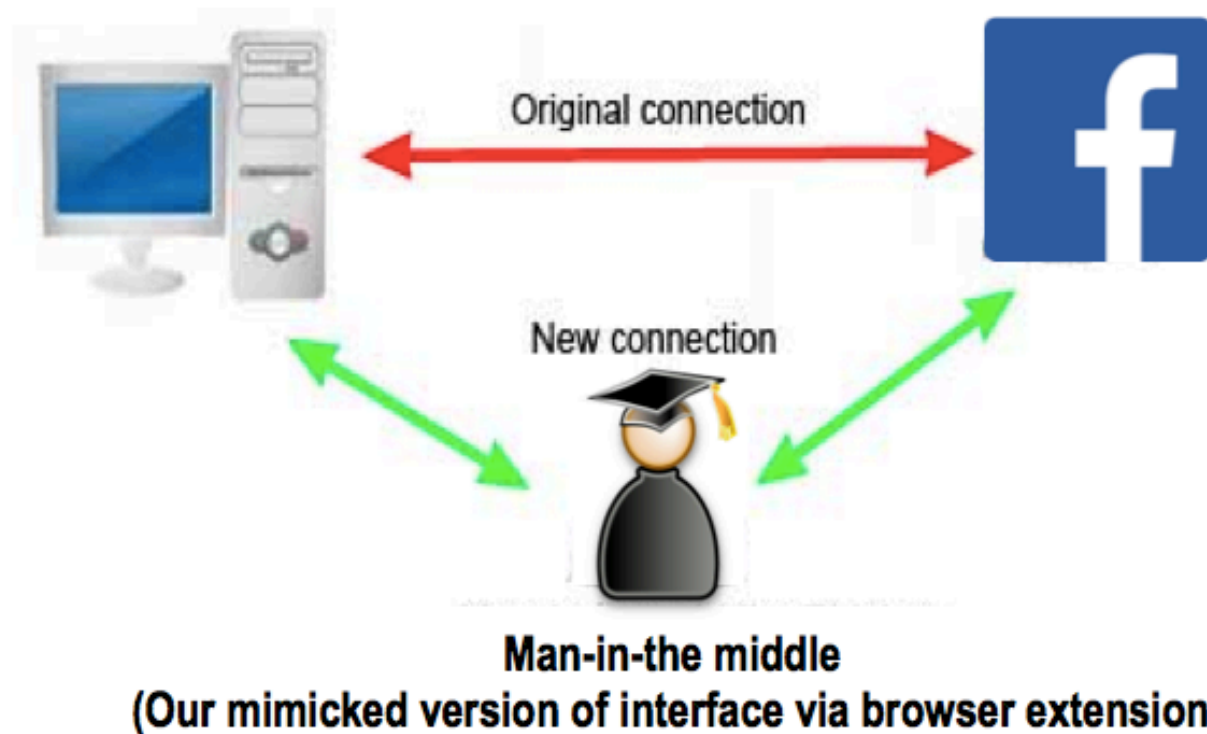 Original connection
f
New connection
Man-in-the middle
(Our mimicked version of interface via browser extension